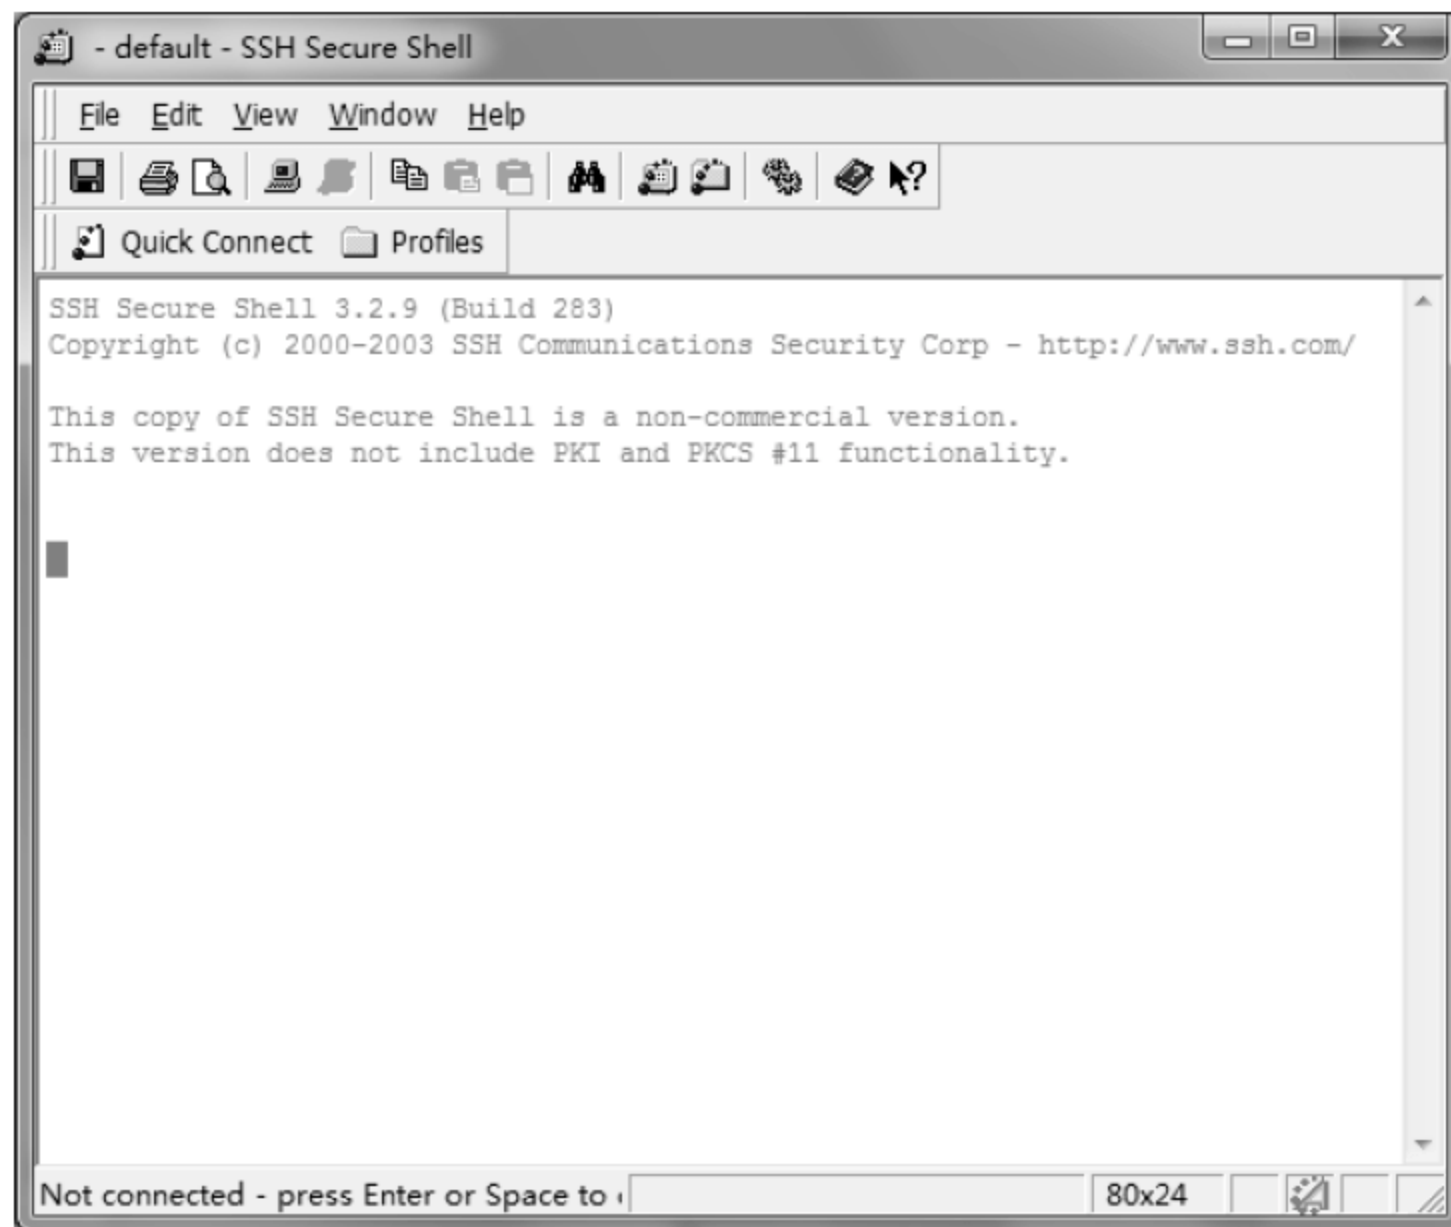 - default - SSH Secure Shell
File Edit View Window Help
Quick Connect Profiles
SSH Secure Shell 3.2.9 (Build 283)
Copyright (c) 2000-2003 SSH Communications Security Corp - http://www.ssh.com/
This copy of SSH Secure Shell is a non-commercial version.
This version does not include PKI and PKCS #11 functionality.
Not connected - press Enter or Space to 80x24